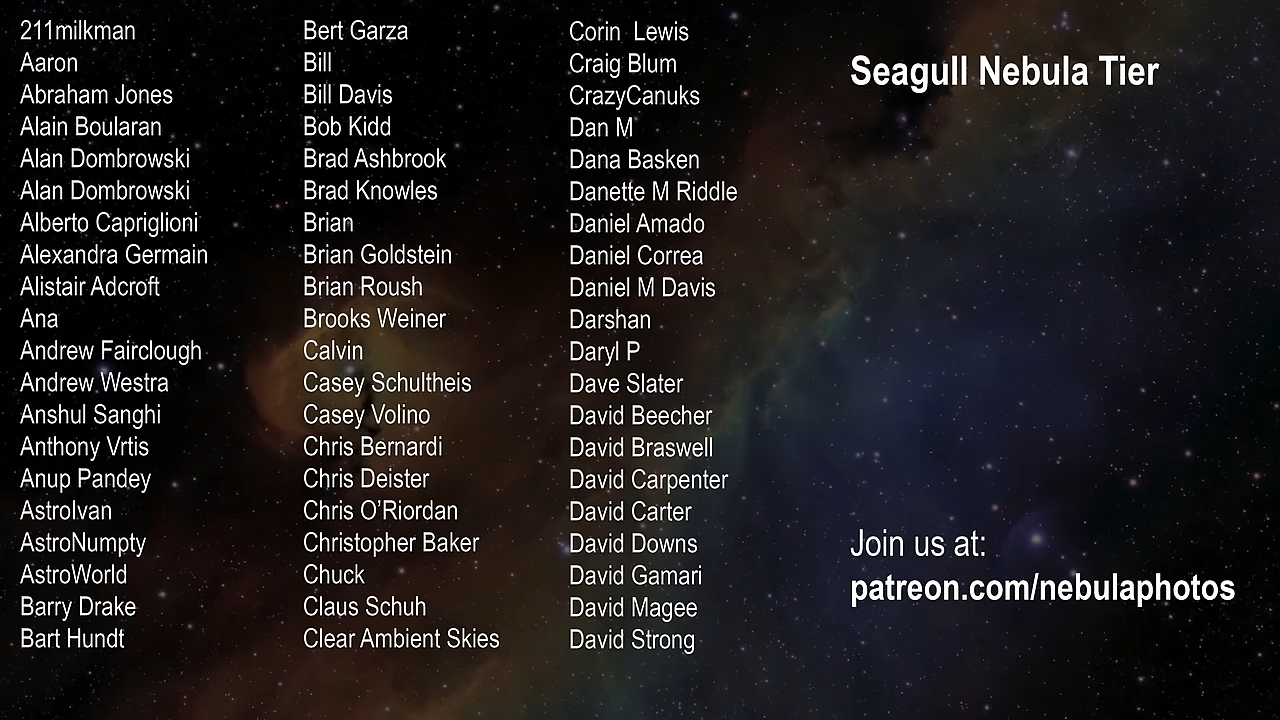 211milkman
Aaron
Abraham Jones
Alain Boularan
Alan Dombrowski
Alan Dombrowski
Alberto Capriglioni
Alexandra Germain
Alistair Adcroft
Ana
Andrew Fairclough
Andrew Westra
Anshul Sanghi
Anthony Vrtis
Anup Pandey
AstroIvan
AstroNumpty
AstroWorld
Barry Drake
Bart Hundt
Bert Garza
Bill
Bill Davis
Bob Kidd
Brad Ashbrook
Brad Knowles
Brian
Brian Goldstein
Brian Roush
Brooks Weiner
Calvin
Casey Schultheis
Casey Volino
Chris Bernardi
Chris Deister
Chris O’Riordan
Christopher Baker
Chuck
Claus Schuh
Clear Ambient Skies
Corin  Lewis
Craig Blum
CrazyCanuks
Dan M
Dana Basken
Danette M Riddle
Daniel Amado
Daniel Correa
Daniel M Davis
Darshan
Daryl P
Dave Slater
David Beecher
David Braswell
David Carpenter
David Carter
David Downs
David Gamari
David Magee
David Strong
Seagull Nebula Tier
Join us at:
patreon.com/nebulaphotos